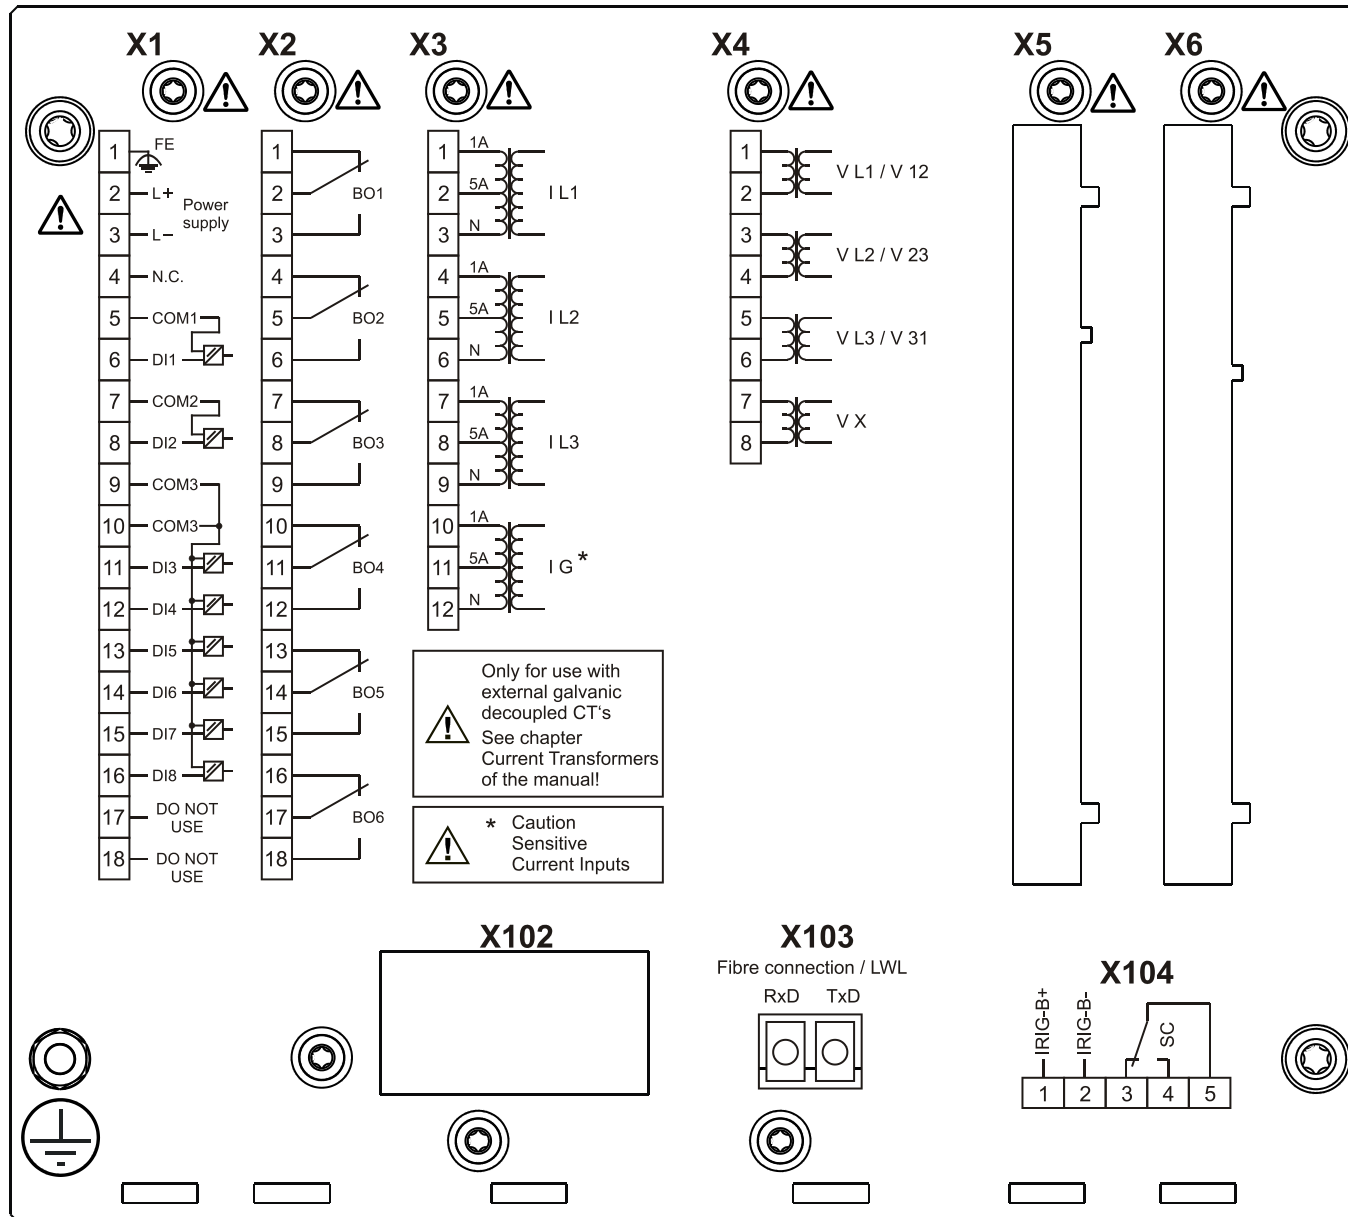 X1
X2
X3
X4
X5
X6
1 FE
2 L+
Power
supply
3 L−
4 N.C.
5 COM1
6 DI1
7 COM2
8 DI2
9 COM3
10 COM3
11 DI3
12 DI4
13 DI5
14 DI6
15 DI7
16 DI8
17 DO NOT
USE
18 DO NOT
USE
1
2 BO1
3
4
5 BO2
6
7
8 BO3
9
10
11 BO4
12
13
14 BO5
15
16
17 BO6
18
1 1A
2 5A I L1
3 N
4 1A
5 5A I L2
6 N
7 1A
8 5A I L3
9 N
10 1A
11 5A I G *
12 N
Only for use with
external galvanic
decoupled CT‘s
See chapter
Current Transformers
of the manual!
* Caution
Sensitive
Current Inputs
1
V L1 / V 12
2
3
V L2 / V 23
4
5
V L3 / V 31
6
7
V X
8
X102
X103
Fibre connection / LWL
RxD TxD
X104
IRIG-B+
IRIG-B-
SC
1 2 3 4 5